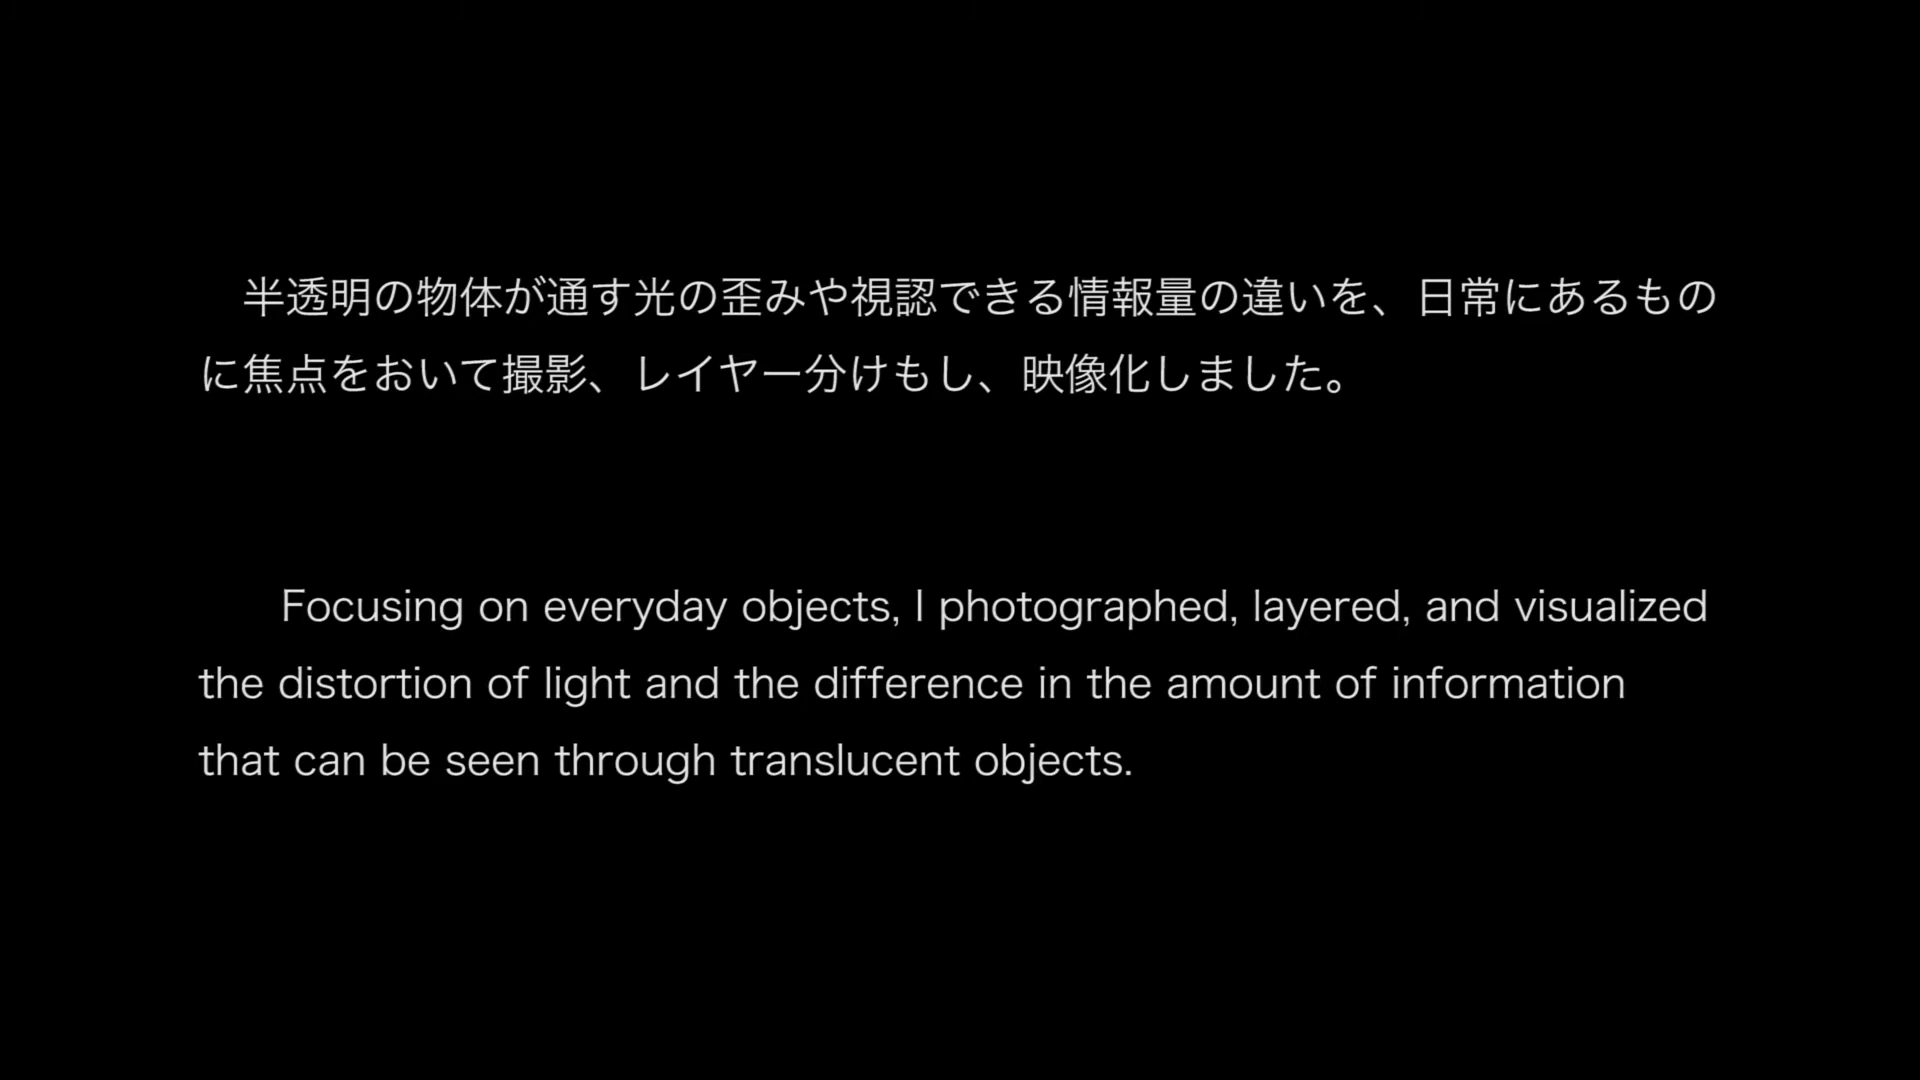 半透明の物体が通す光の歪みや視認できる情報量の違いを、日常にあるもの
に焦点をおいて撮影、レイヤー分けもし、映像化しました。
Focusing on everyday objects, I photographed, layered, and visualized
the distortion of light and the difference in the amount of information
that can be seen through translucent objects.